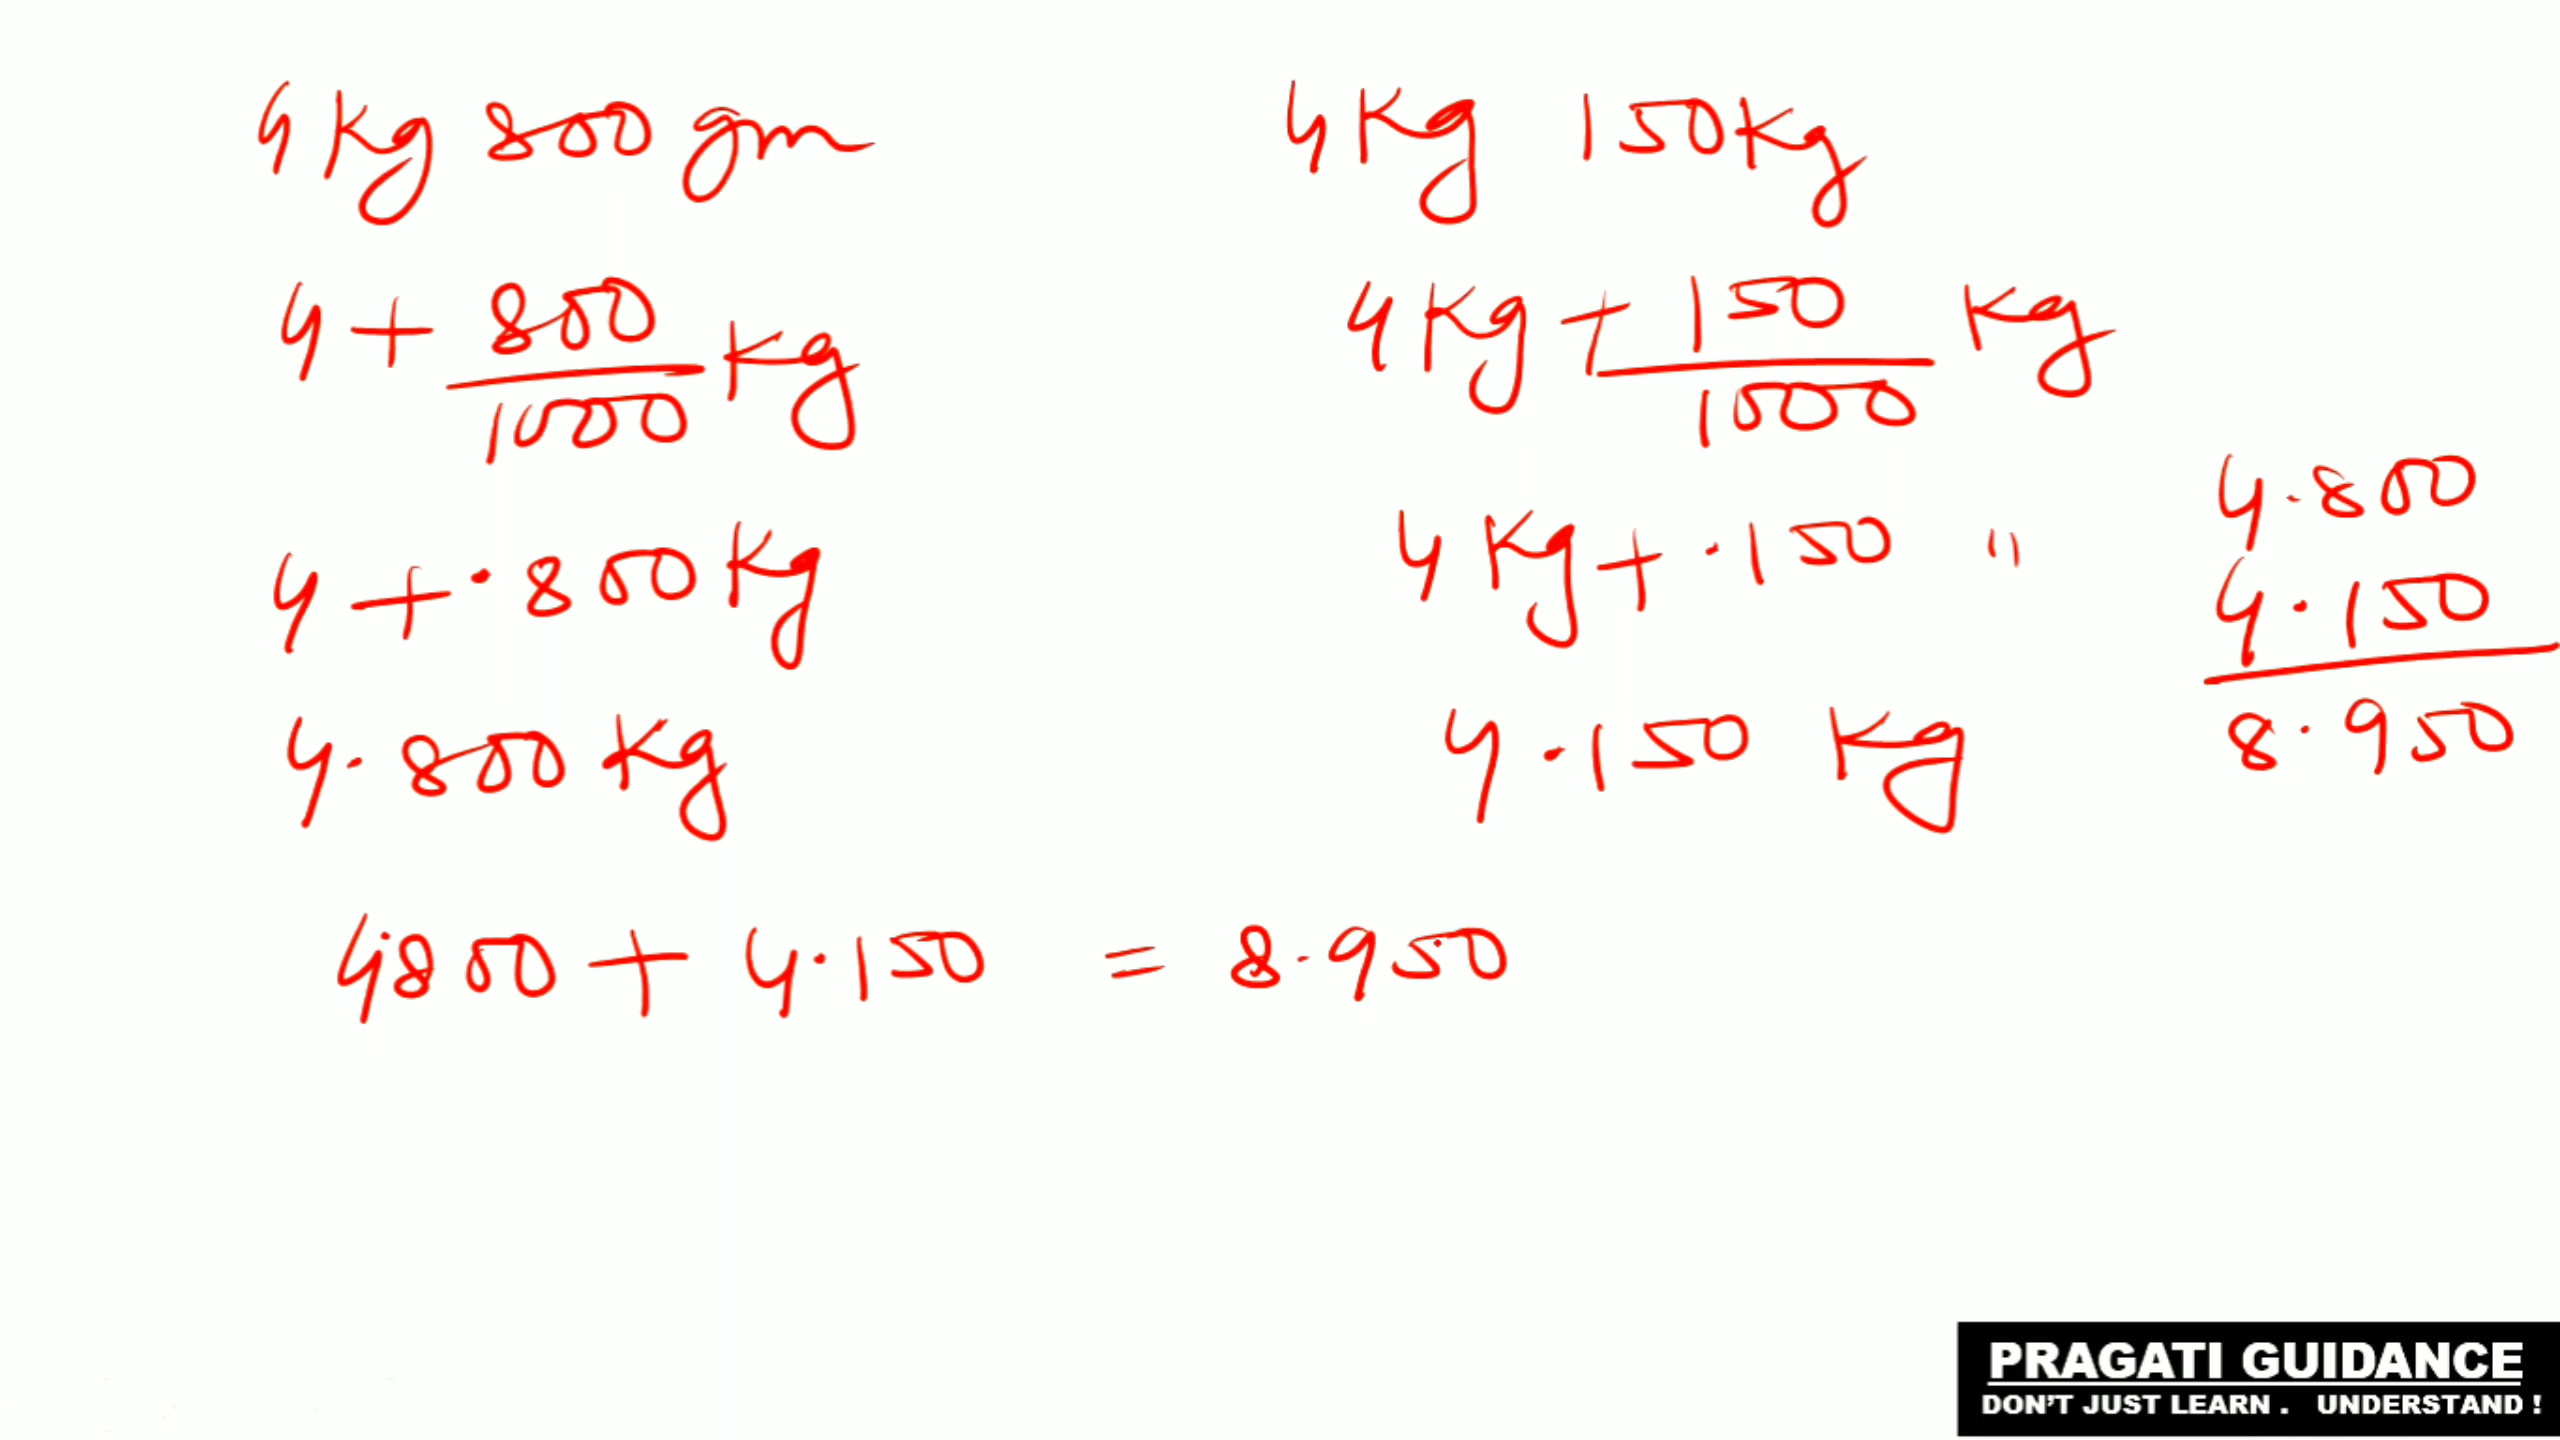 4 Kg 800 gm
4 + 800/1000 Kg
4 + .800 Kg
4.800 Kg
4 Kg 150 Kg
4 Kg + 150/1000 Kg
4 Kg + .150 "
4.150 Kg
4.800
4.150
8.950
4.800 + 4.150 = 8.950
PRAGATI GUIDANCE
DON'T JUST LEARN . UNDERSTAND !